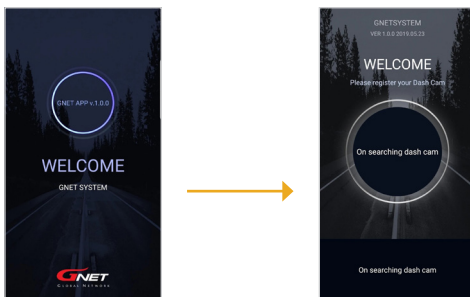 GNET APP v.1.0.0
WELCOME
GNET SYSTEM
GNET
GLOBAL NETWORK
GNETSYSTEM
VER 1.0.0 2019.05.23
WELCOME
Please register your Dash Cam
On searching dash cam
On searching dash cam